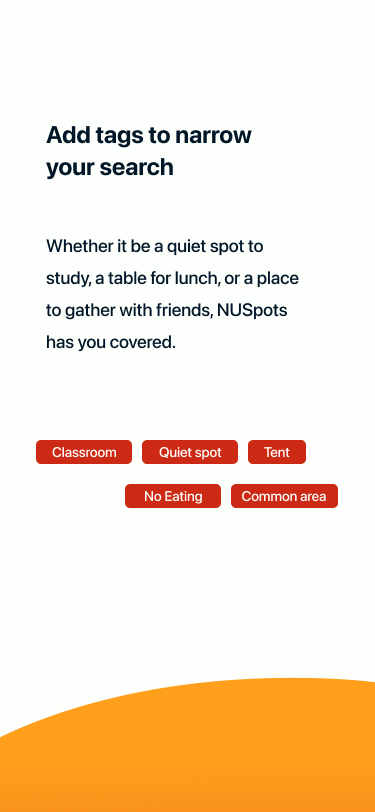 Add tags to narrow
your search
Whether it be a quiet spot to
study, a table for lunch, or a place
to gather with friends, NUSpots
has you covered.
Classroom Quiet spot Tent
No Eating Common area